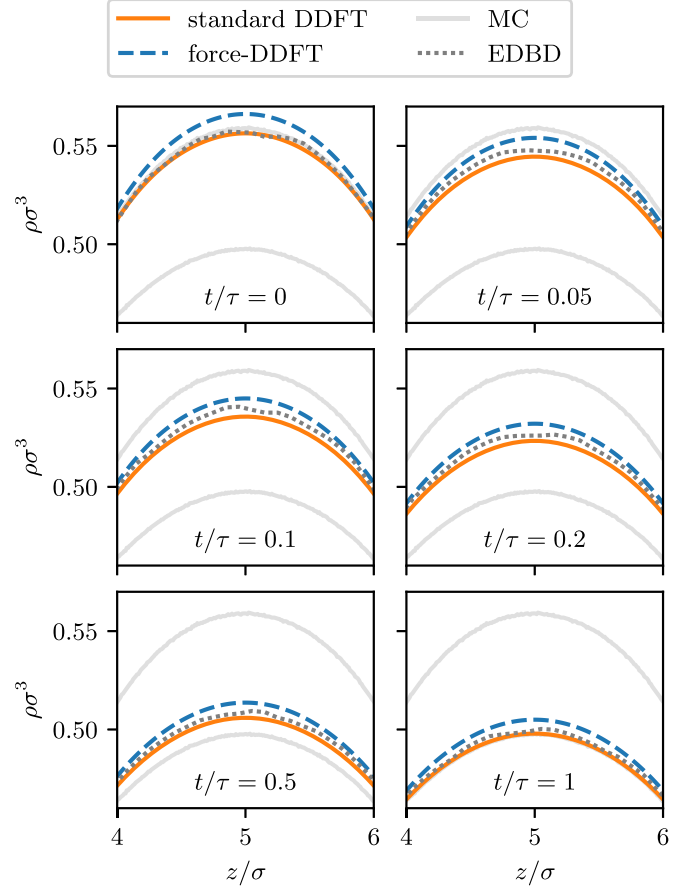 standard DDFT
MC
force-DDFT
EDBD
0.55
0.50
ρσ³
t/τ = 0
t/τ = 0.05
0.55
0.50
ρσ³
t/τ = 0.1
t/τ = 0.2
0.55
0.50
ρσ³
t/τ = 0.5
t/τ = 1
4
5
6
4
5
6
z/σ
z/σ